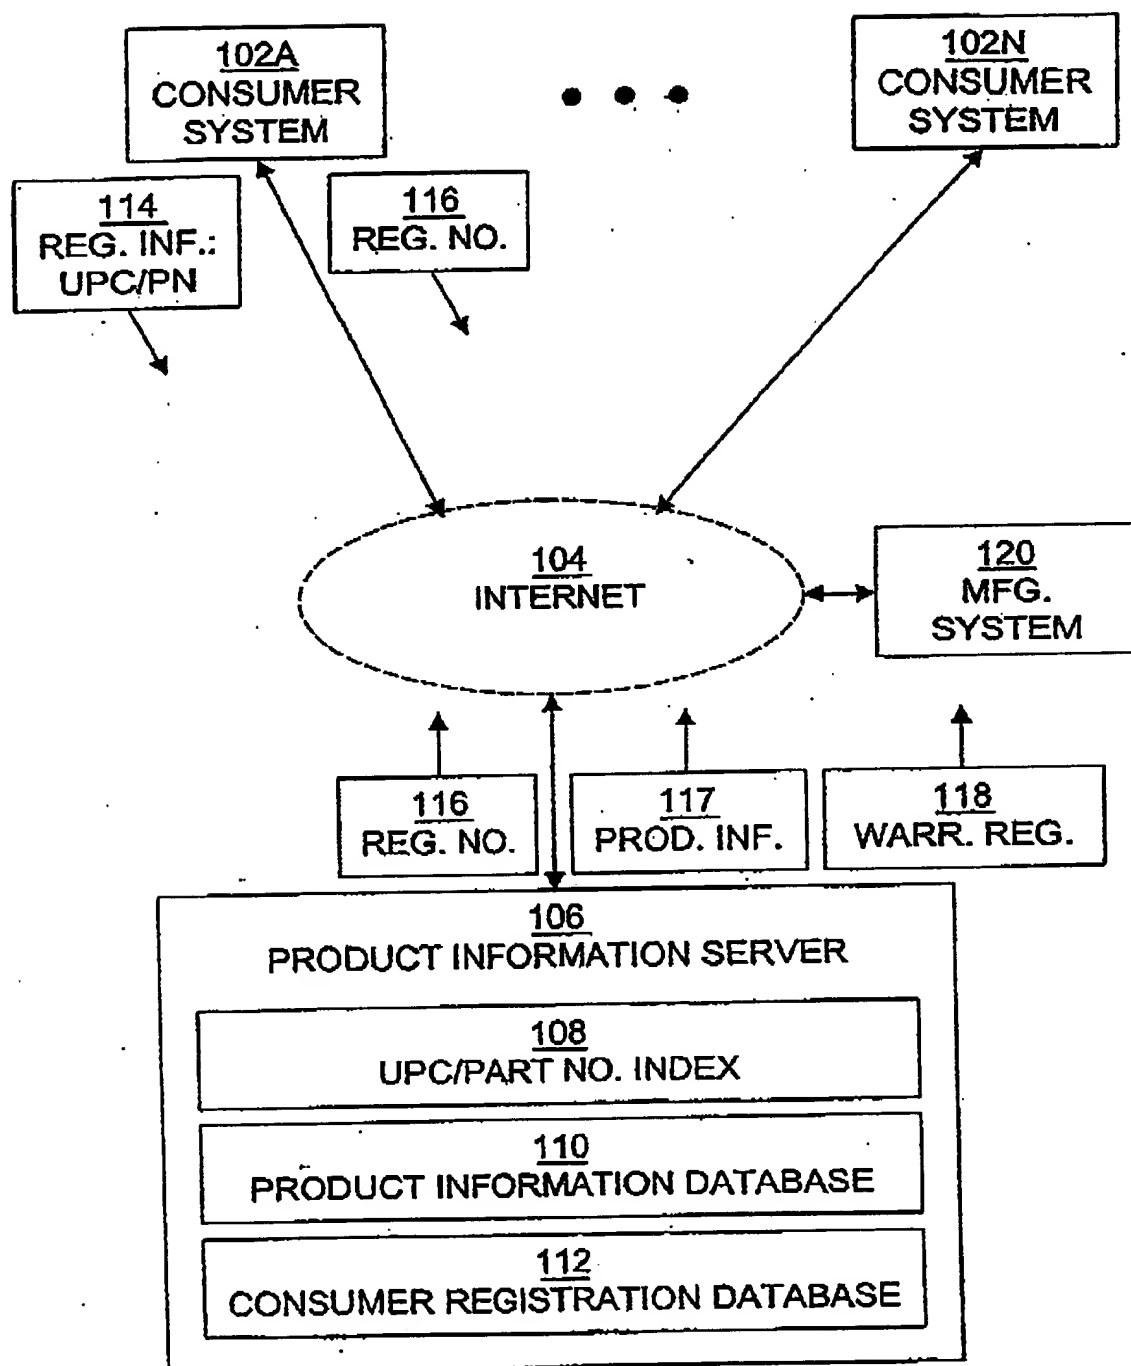 102A
CONSUMER
SYSTEM
102N
CONSUMER
SYSTEM
114
REG. INF.:
UPC/PN
116
REG. NO.
104
INTERNET
120
MFG.
SYSTEM
116
REG. NO.
117
PROD. INF.
118
WARR. REG.
106
PRODUCT INFORMATION SERVER
108
UPC/PART NO. INDEX
110
PRODUCT INFORMATION DATABASE
112
CONSUMER REGISTRATION DATABASE